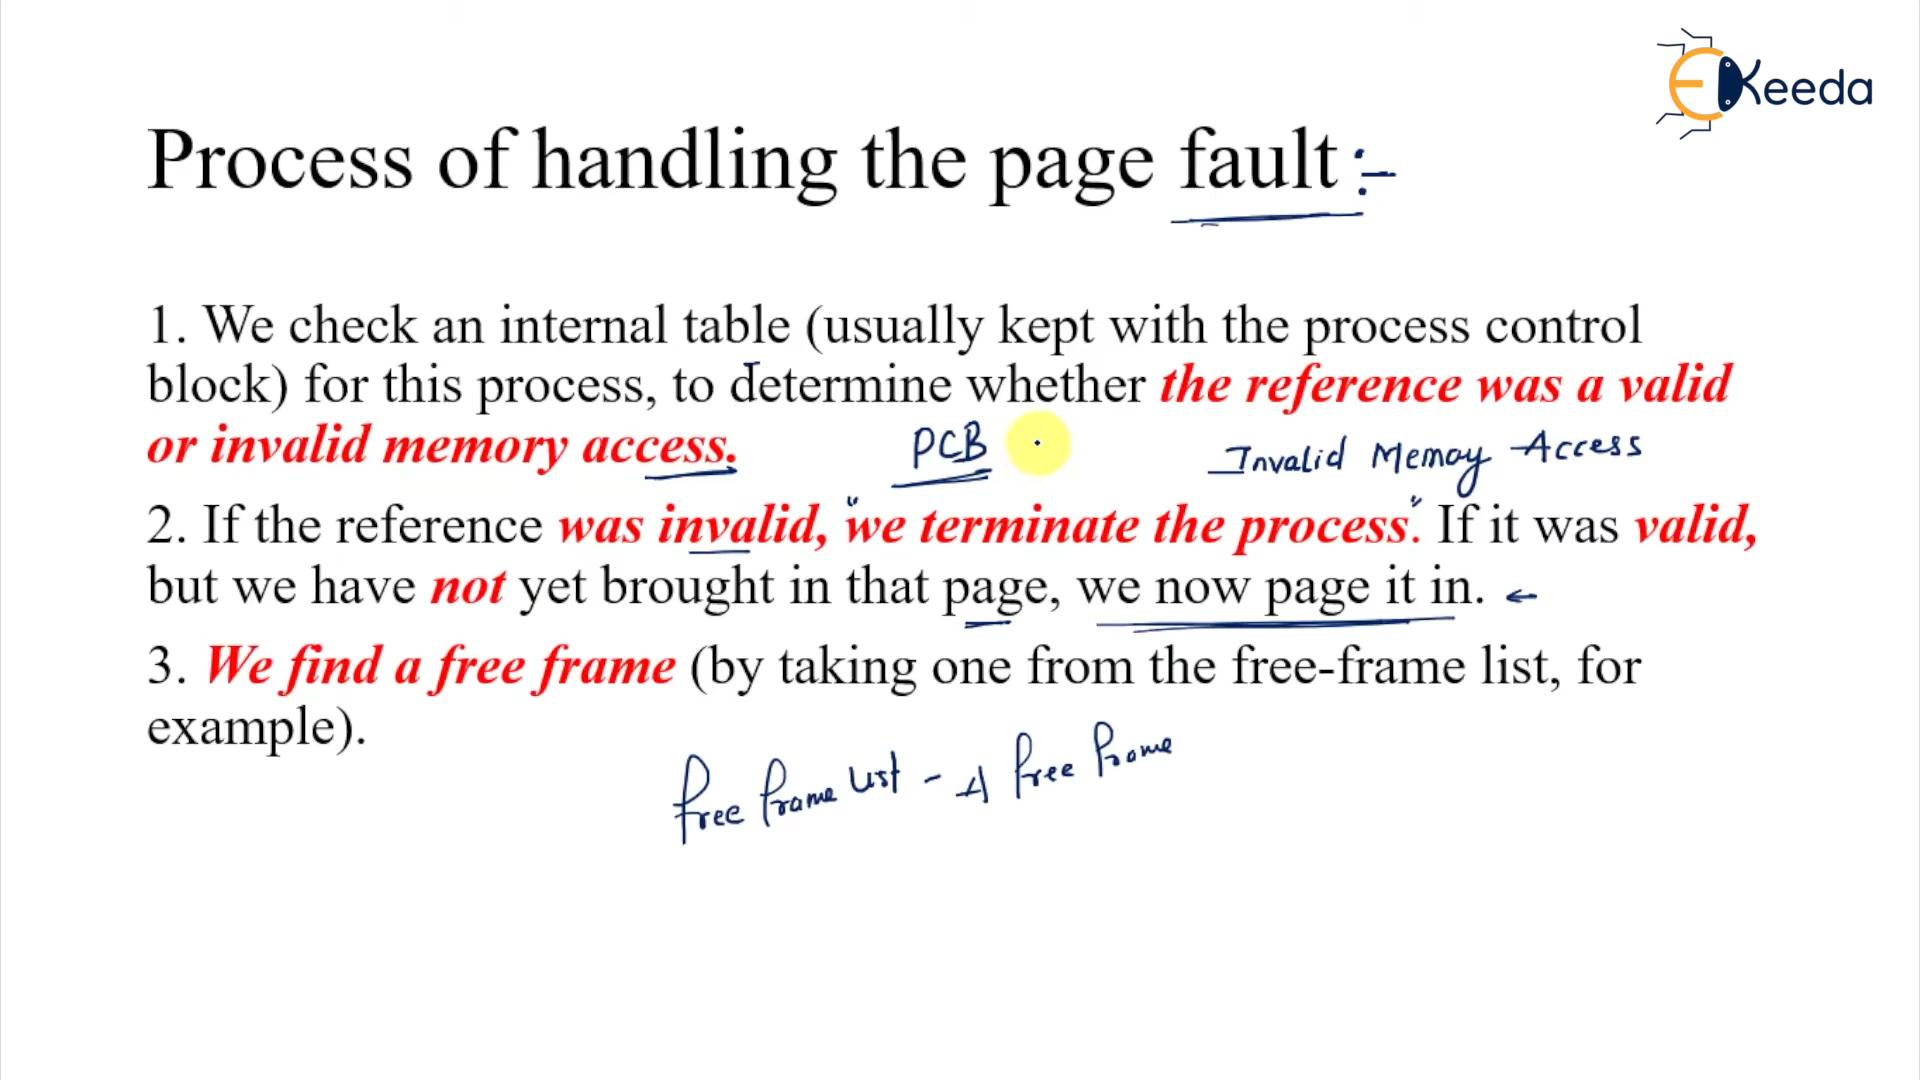 EKeeda
Process of handling the page fault :-
1. We check an internal table (usually kept with the process control
block) for this process, to determine whether the reference was a valid
or invalid memory access.
PCB
Invalid Memoy Access
2. If the reference was invalid, "we terminate the process". If it was valid,
but we have not yet brought in that page, we now page it in. ←
3. We find a free frame (by taking one from the free-frame list, for
example).
free frame list - A free frame